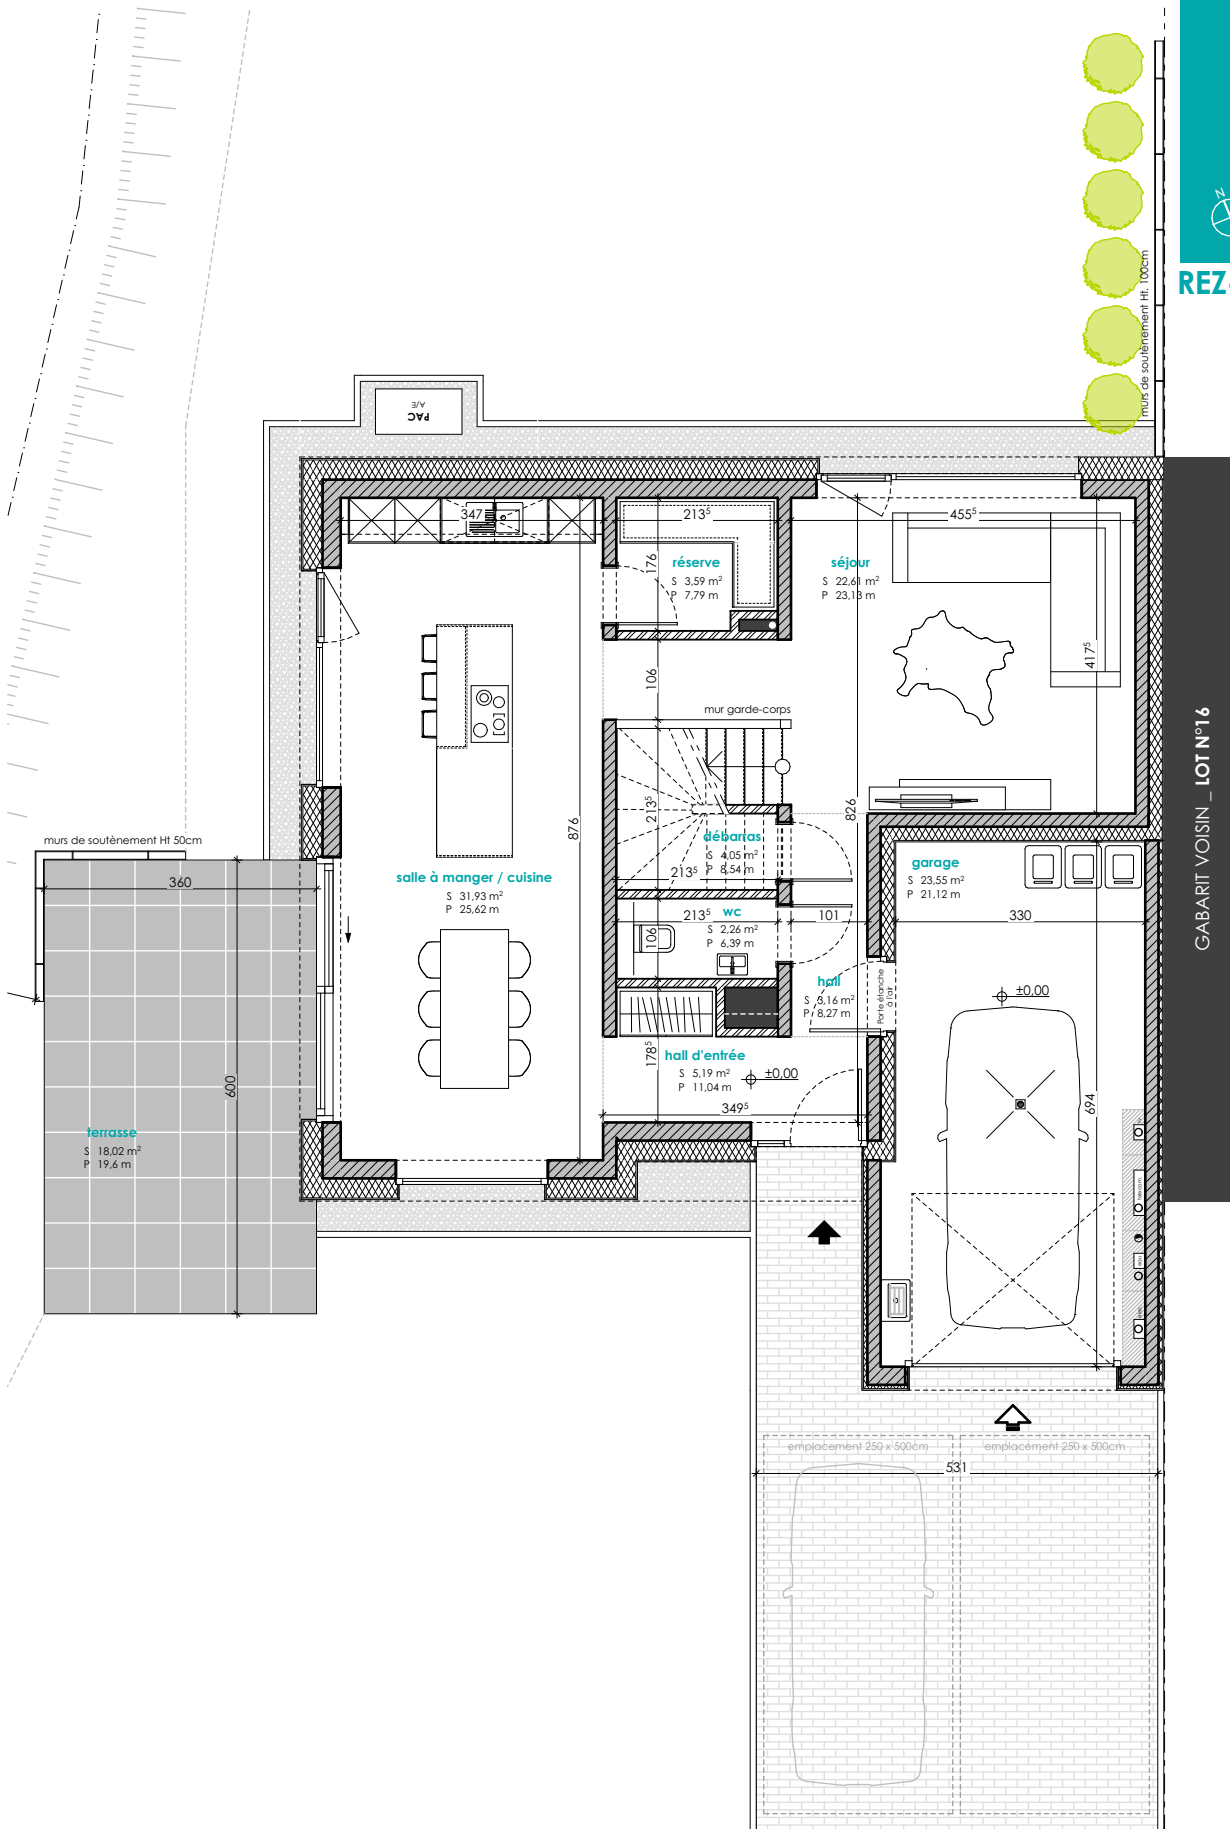 N
REZ
murs de soutènement Ht. 100cm
PAC
A/E
347
213⁵
455⁵
réserve
S 3,59 m²
P 7,79 m
176
séjour
S 22,61 m²
P 23,13 m
417⁵
106
mur garde-corps
GABARIT VOISIN _ LOT N°16
213⁵
826
876
murs de soutènement Ht 50cm
360
débarras
S 4,05 m²
P 8,54 m
213⁵
salle à manger / cuisine
S 31,93 m²
P 25,62 m
garage
S 23,55 m²
P 21,12 m
330
213⁵
wc
S 2,26 m²
P 6,39 m
106
101
hall
S 3,16 m²
P 8,27 m
Porte étanche
à l'air
±0,00
178⁵
hall d'entrée
S 5,19 m²
P 11,04 m
±0,00
349⁵
694
600
terrasse
S 18,02 m²
P 19,6 m
eau
emplacement 250 x 500cm
emplacement 250 x 500cm
531